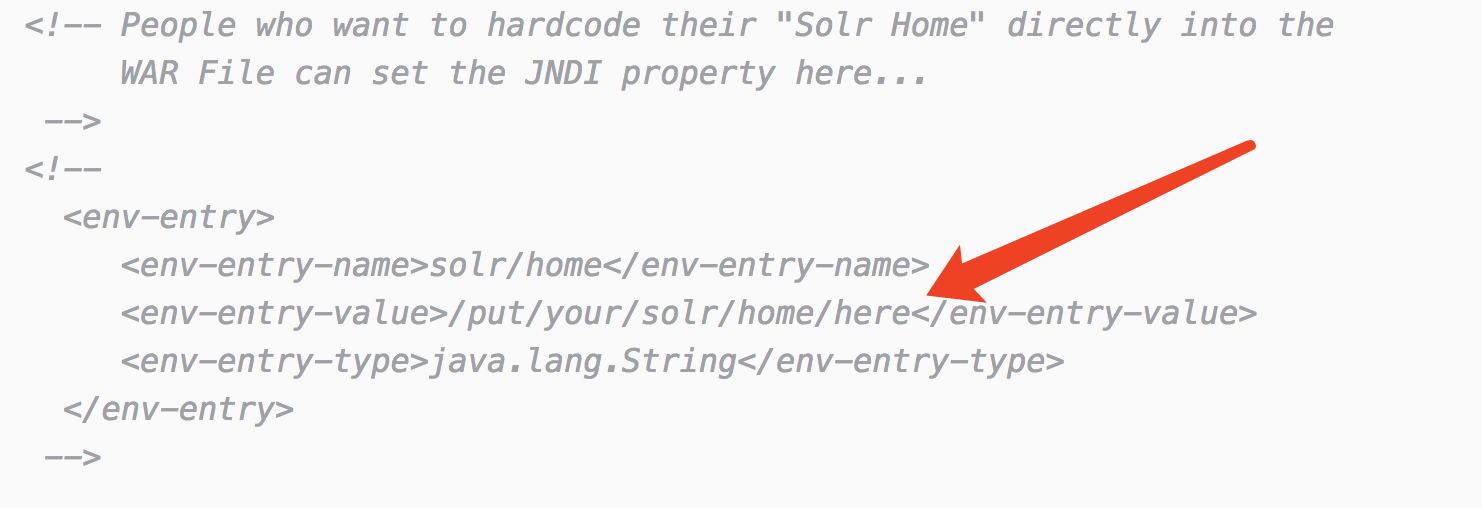 <!-- People who want to hardcode their "Solr Home" directly into the
WAR File can set the JNDI property here...
-->
<!--
<env-entry>
<env-entry-name>solr/home</env-entry-name>
<env-entry-value>/put/your/solr/home/here</env-entry-value>
<env-entry-type>java.lang.String</env-entry-type>
</env-entry>
-->